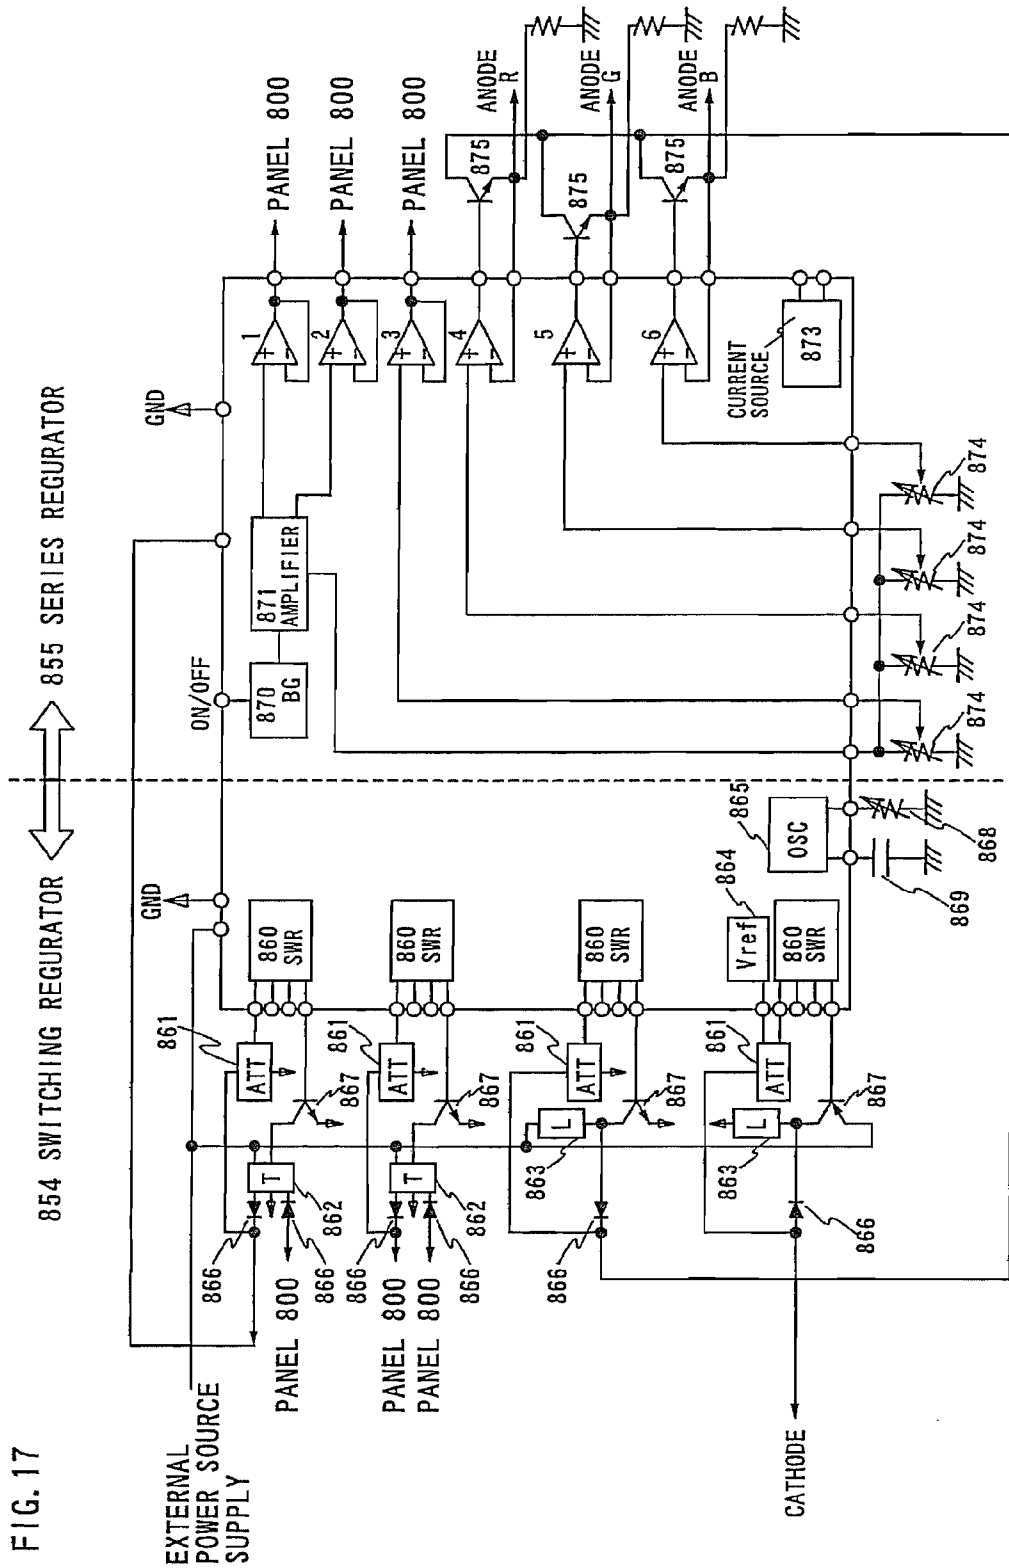 FIG. 17
854 SWITCHING REGURATOR
855 SERIES REGURATOR
EXTERNAL
POWER SOURCE
SUPPLY
GND
ON/OFF
GND
861
ATT
860
SWR
867
T
862
866
866
PANEL 800
861
ATT
860
SWR
867
T
862
866
866
PANEL 800
PANEL 800
861
ATT
860
SWR
867
L
863
866
864
Vref
861
ATT
860
SWR
867
L
863
866
CATHODE
865
OSC
868
869
870
BG
871
AMPLIFIER
+
-
1
PANEL 800
+
-
2
PANEL 800
+
-
3
PANEL 800
+
-
4
875
ANODE
R
+
-
5
875
ANODE
G
+
-
6
875
ANODE
B
CURRENT
SOURCE
873
874
874
874
874